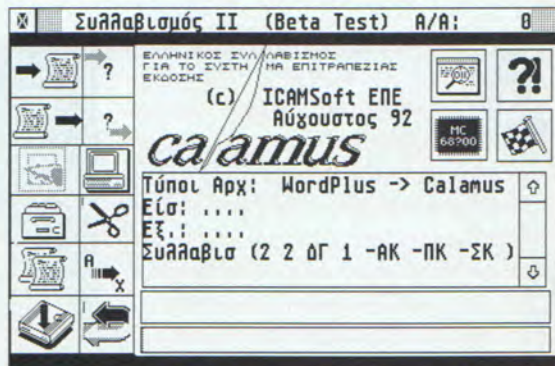 Συλλαβισμός II (Beta Test) A/A: 0
ΕΛΛΗΝΙΚΟΣ ΣΥΛΛΑΒΙΣΜΟΣ
ΓΙΑ ΤΟ ΣΥΣΤΗΜΑ ΕΠΙΤΡΑΠΕΖΙΑΣ
ΕΚΔΟΣΗΣ
(c) ICAMSoft ΕΠΕ
Αύγουστος 92
calamus
?
?
?!
MC
68?00
A
X
Τύποι Αρχ: WordPlus -> Calamus
Είσ: ....
Εξ.: ....
Συλλαβισ (2 2 ΔΓ 1 -ΑΚ -ΠΚ -ΣΚ )